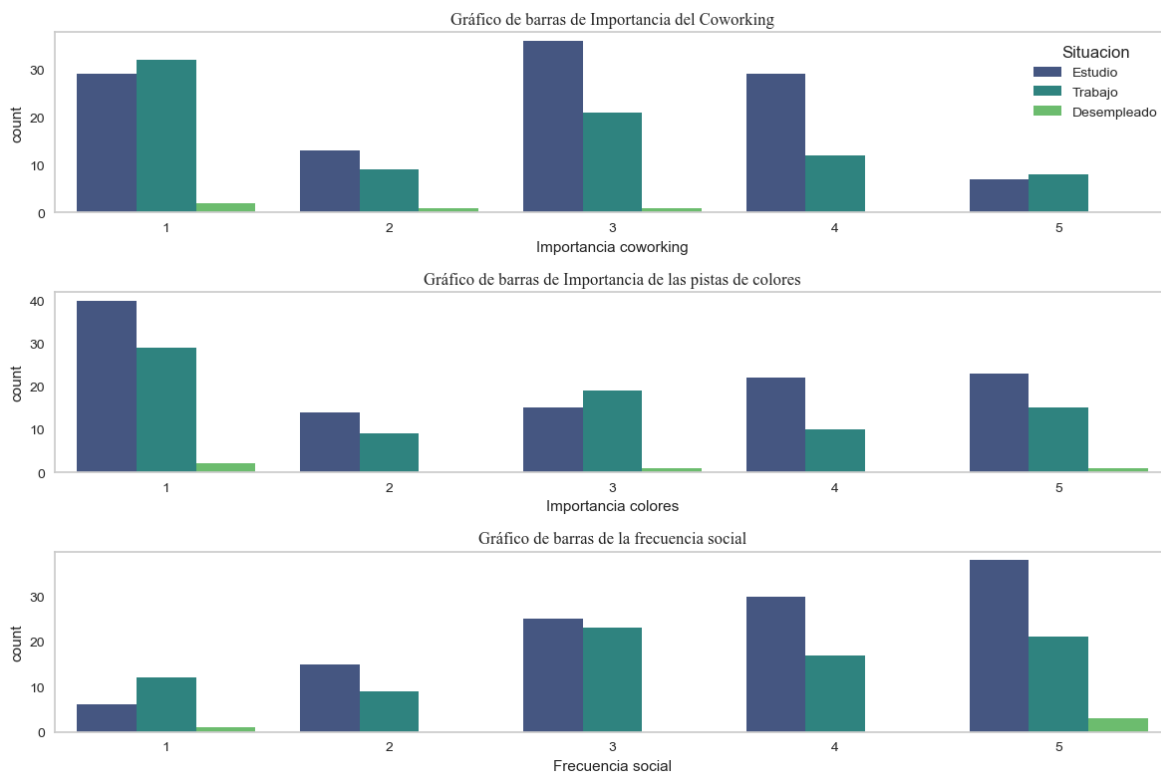 Gráfico de barras de Importancia del Coworking
Situacion
Estudio
Trabajo
Desempleado
count
30
20
10
0
1 2 3 4 5
Importancia coworking
Gráfico de barras de Importancia de las pistas de colores
count
40
30
20
10
0
1 2 3 4 5
Importancia colores
Gráfico de barras de la frecuencia social
count
30
20
10
0
1 2 3 4 5
Frecuencia social